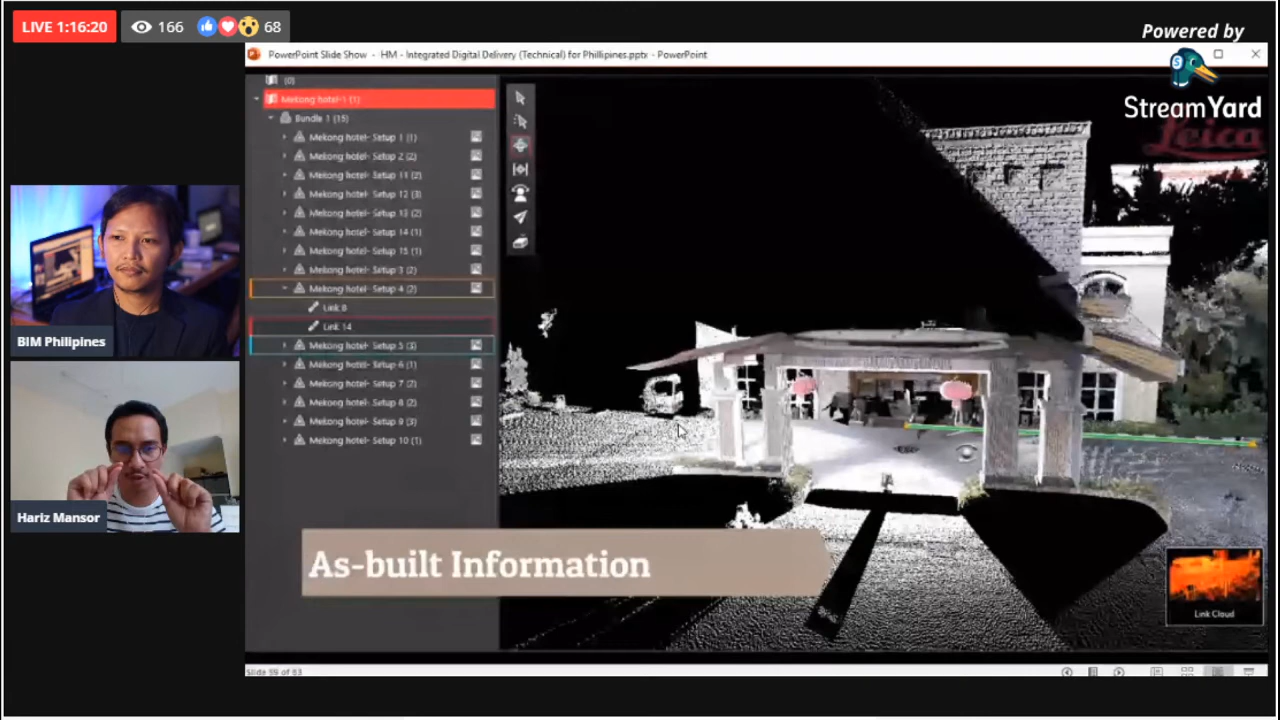 LIVE 1:16:20
166
68
Powered by
StreamYard
PowerPoint Slide Show - HM - Integrated Digital Delivery (Technical) for Phillipines.pptx - PowerPoint
Leica
(0)
Mekong hotel-1 (1)
Bundle 1 (15)
Mekong hotel- Setup 1 (1)
Mekong hotel- Setup 2 (2)
Mekong hotel- Setup 11 (2)
Mekong hotel- Setup 12 (3)
Mekong hotel- Setup 13 (2)
Mekong hotel- Setup 14 (1)
Mekong hotel- Setup 15 (1)
Mekong hotel- Setup 3 (2)
Mekong hotel- Setup 4 (2)
Link 8
Link 14
Mekong hotel- Setup 5 (3)
Mekong hotel- Setup 6 (1)
Mekong hotel- Setup 7 (2)
Mekong hotel- Setup 8 (2)
Mekong hotel- Setup 9 (3)
Mekong hotel- Setup 10 (1)
BIM Philipines
Hariz Mansor
As-built Information
Link Cloud
Slide 59 of 63